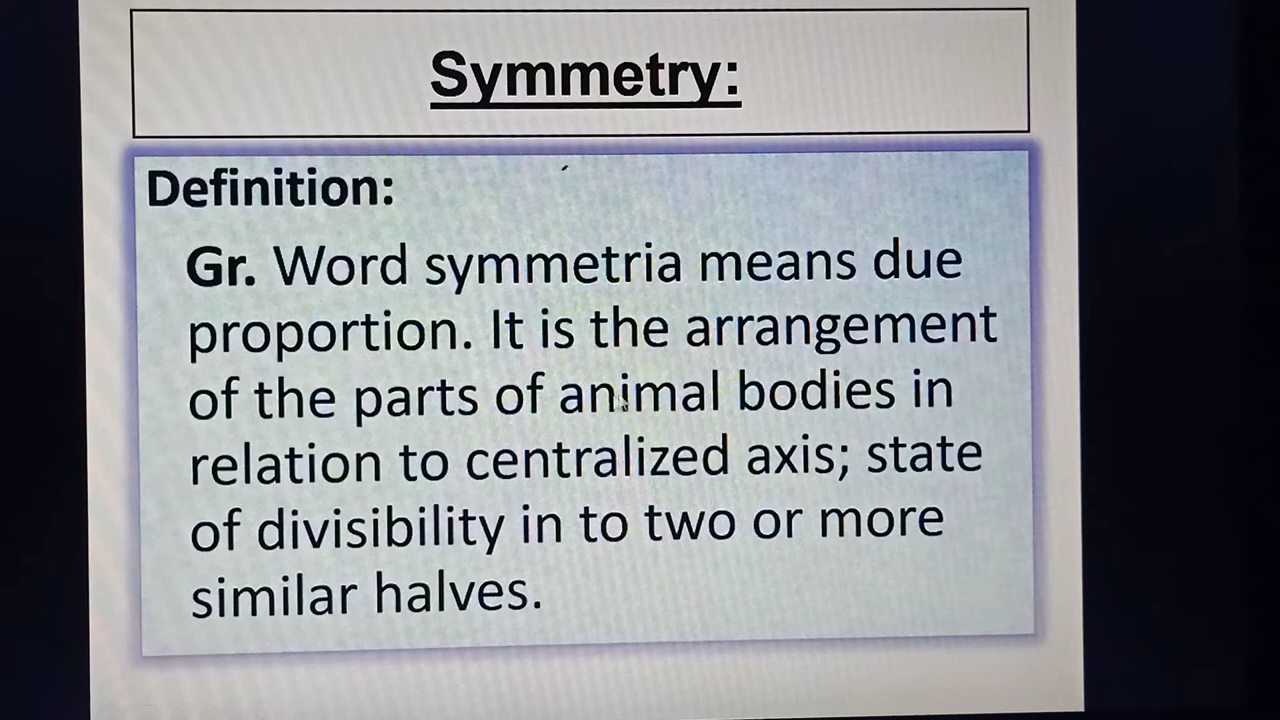 Symmetry:
Definition:
Gr. Word symmetria means due
proportion. It is the arrangement
of the parts of animal bodies in
relation to centralized axis; state
of divisibility in to two or more
similar halves.